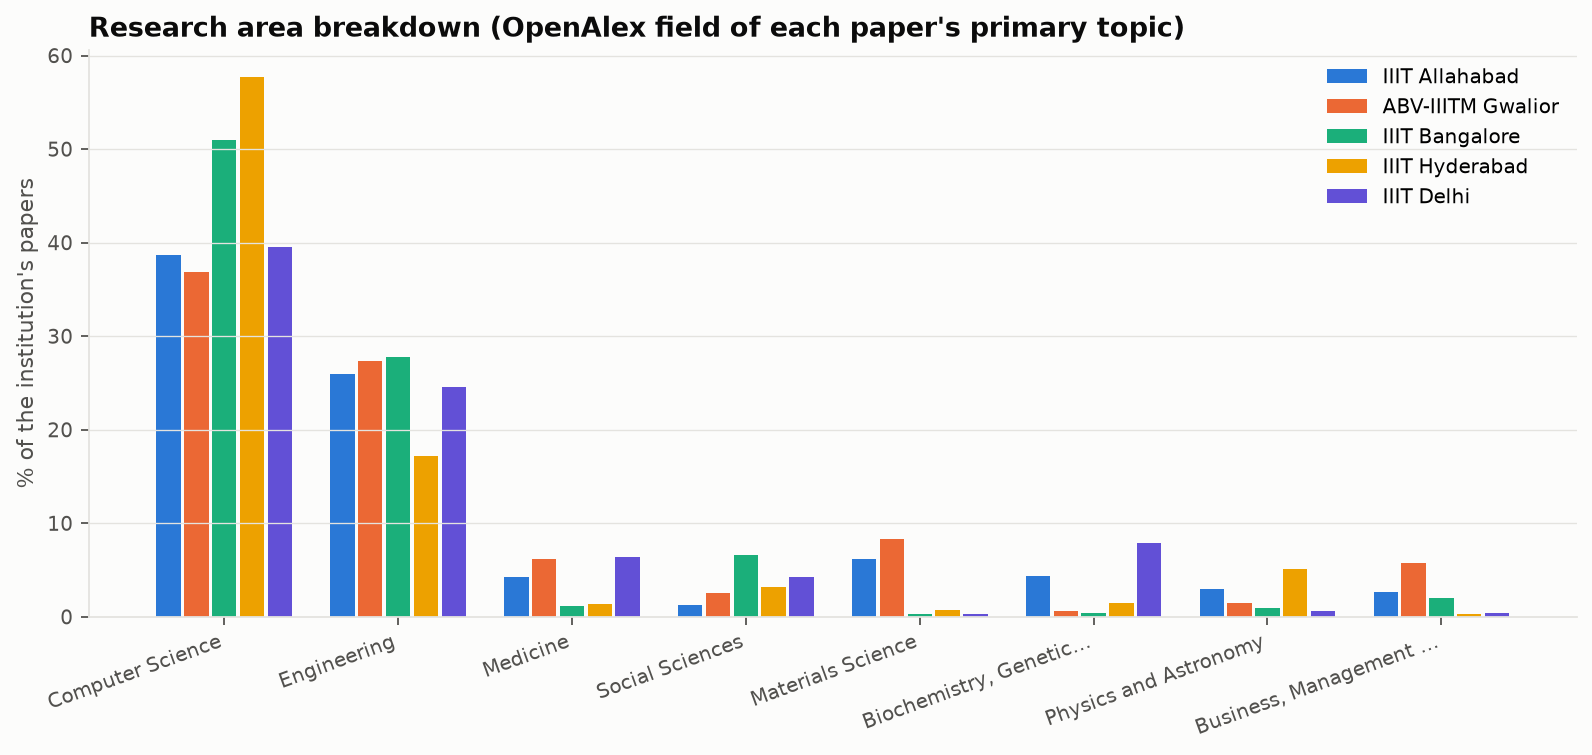 Research area breakdown (OpenAlex field of each paper's primary topic)
% of the institution's papers
60
50
40
30
20
10
0
IIIT Allahabad
ABV-IIITM Gwalior
IIIT Bangalore
IIIT Hyderabad
IIIT Delhi
Computer Science
Engineering
Medicine
Social Sciences
Materials Science
Biochemistry, Genetic...
Physics and Astronomy
Business, Management ...